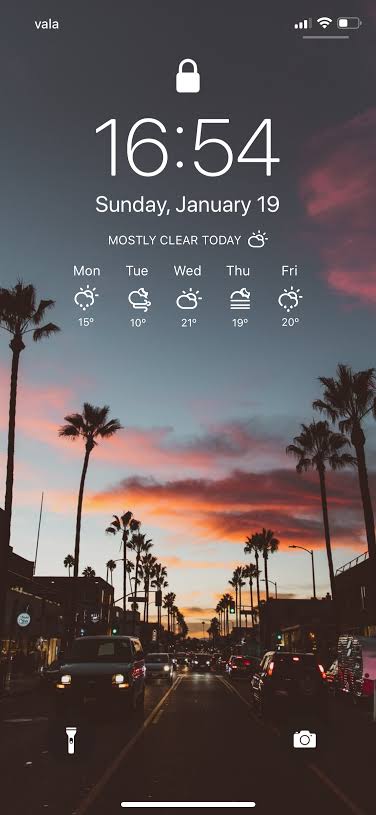 vala
16:54
Sunday, January 19
MOSTLY CLEAR TODAY
Mon Tue Wed Thu Fri
15° 10° 21° 19° 20°